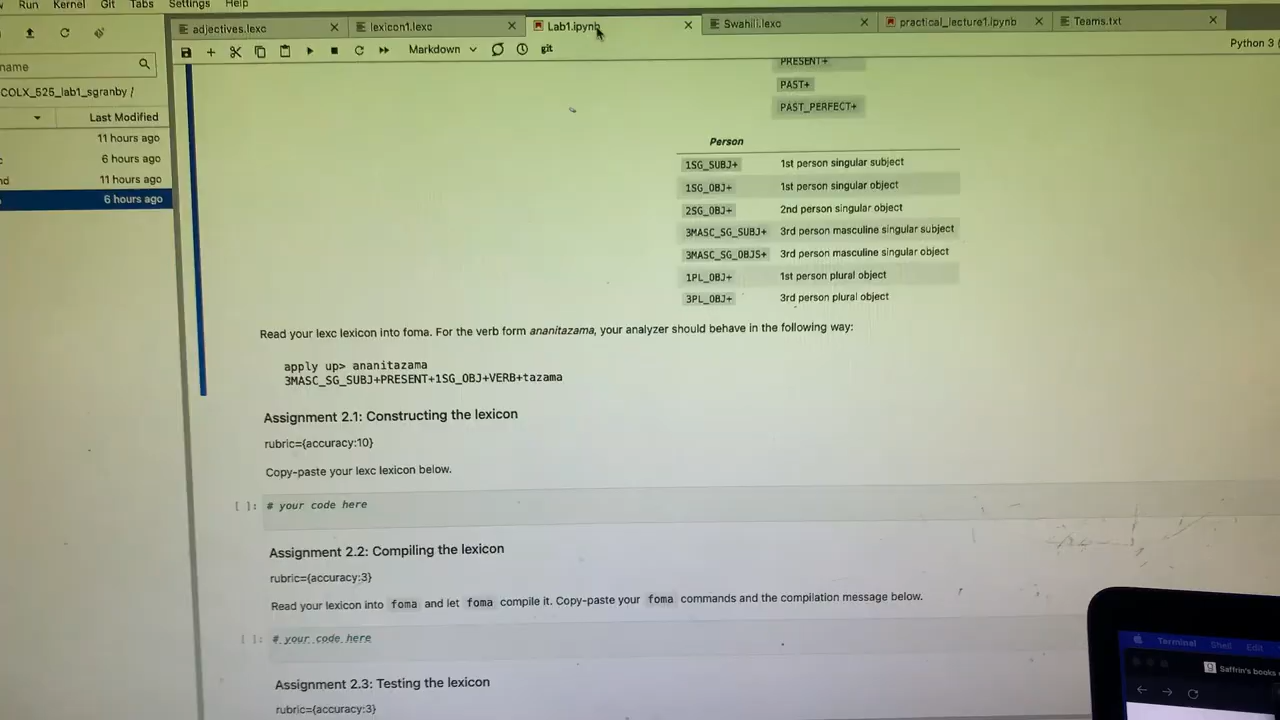 Run Kernel Git Tabs Settings Help
adjectives.lexc lexicon1.lexc Lab1.ipynb Swahili.lexc practical_lecture1.ipynb Teams.txt
Markdown git Python 3
name
COLX_525_lab1_sgranby /
Last Modified
11 hours ago
6 hours ago
11 hours ago
6 hours ago
PRESENT+
PAST+
PAST_PERFECT+
Person
1SG_SUBJ+ 1st person singular subject
1SG_OBJ+ 1st person singular object
2SG_OBJ+ 2nd person singular object
3MASC_SG_SUBJ+ 3rd person masculine singular subject
3MASC_SG_OBJS+ 3rd person masculine singular object
1PL_OBJ+ 1st person plural object
3PL_OBJ+ 3rd person plural object
Read your lexc lexicon into foma. For the verb form ananitazama, your analyzer should behave in the following way:
apply up> ananitazama
3MASC_SG_SUBJ+PRESENT+1SG_OBJ+VERB+tazama
Assignment 2.1: Constructing the lexicon
rubric={accuracy:10}
Copy-paste your lexc lexicon below.
[ ]: # your code here
Assignment 2.2: Compiling the lexicon
rubric={accuracy:3}
Read your lexicon into foma and let foma compile it. Copy-paste your foma commands and the compilation message below.
[ ]: # your code here
Assignment 2.3: Testing the lexicon
rubric={accuracy:3}
Terminal Shell Edit
Saffrin's books